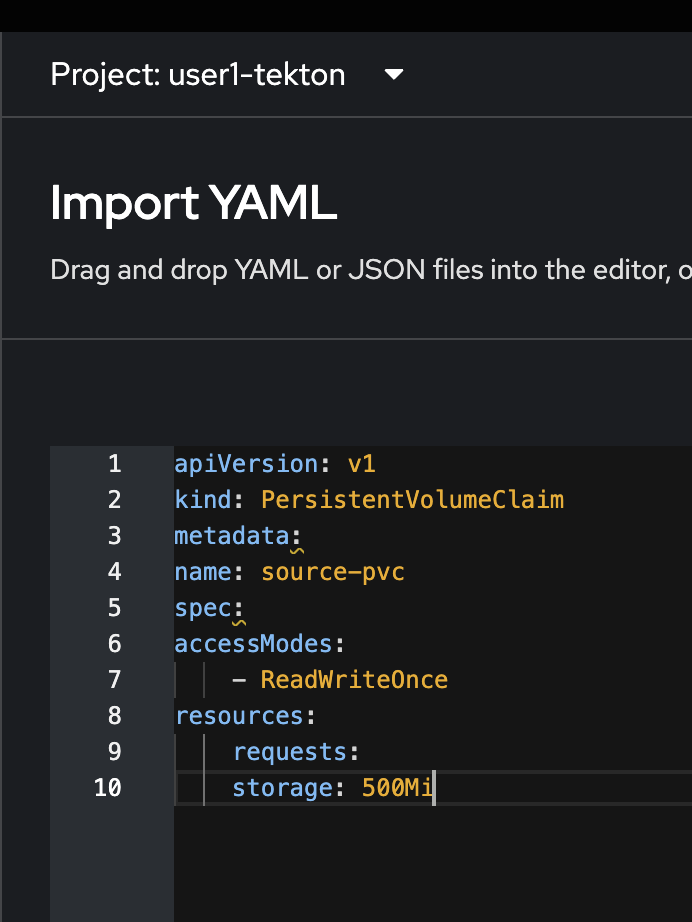 Project: user1-tekton
Import YAML
Drag and drop YAML or JSON files into the editor, o
1 apiVersion: v1
2 kind: PersistentVolumeClaim
3 metadata:
4 name: source-pvc
5 spec:
6 accessModes:
7     - ReadWriteOnce
8 resources:
9     requests:
10     storage: 500Mi